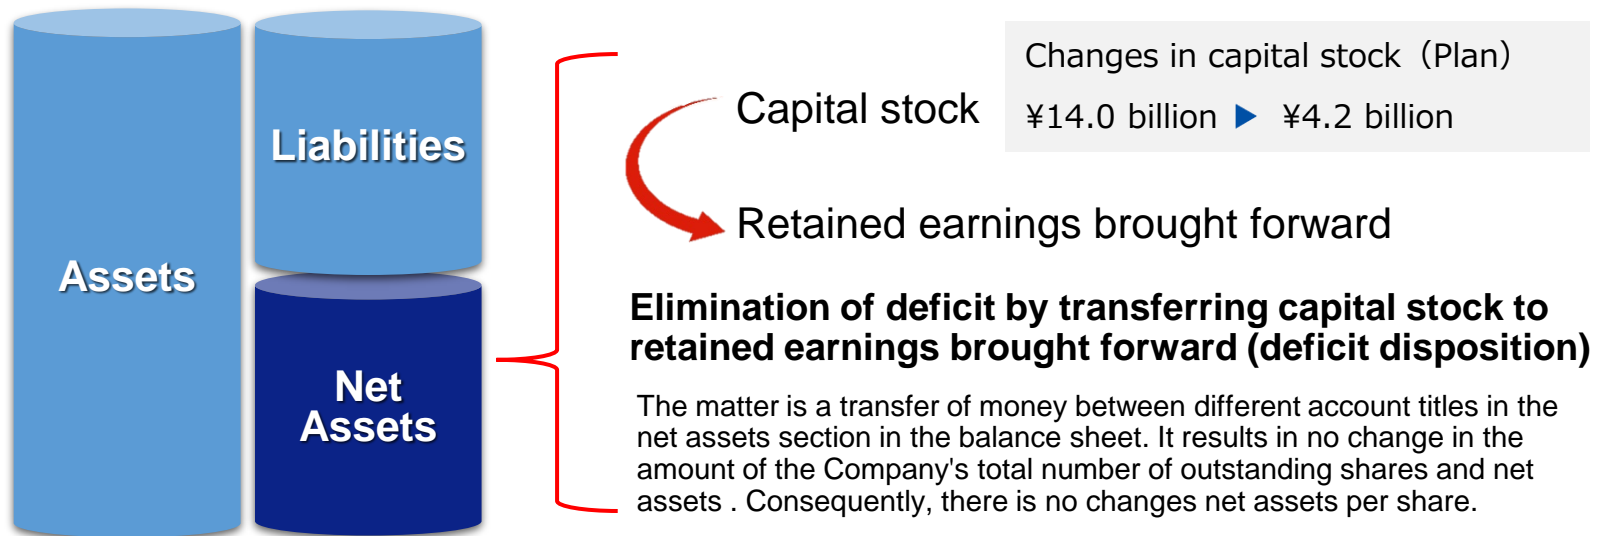 Assets
Liabilities
Net
Assets
Capital stock
Changes in capital stock（Plan）
¥14.0 billion ▶ ¥4.2 billion
Retained earnings brought forward
Elimination of deficit by transferring capital stock to
retained earnings brought forward (deficit disposition)
The matter is a transfer of money between different account titles in the
net assets section in the balance sheet. It results in no change in the
amount of the Company's total number of outstanding shares and net
assets . Consequently, there is no changes net assets per share.